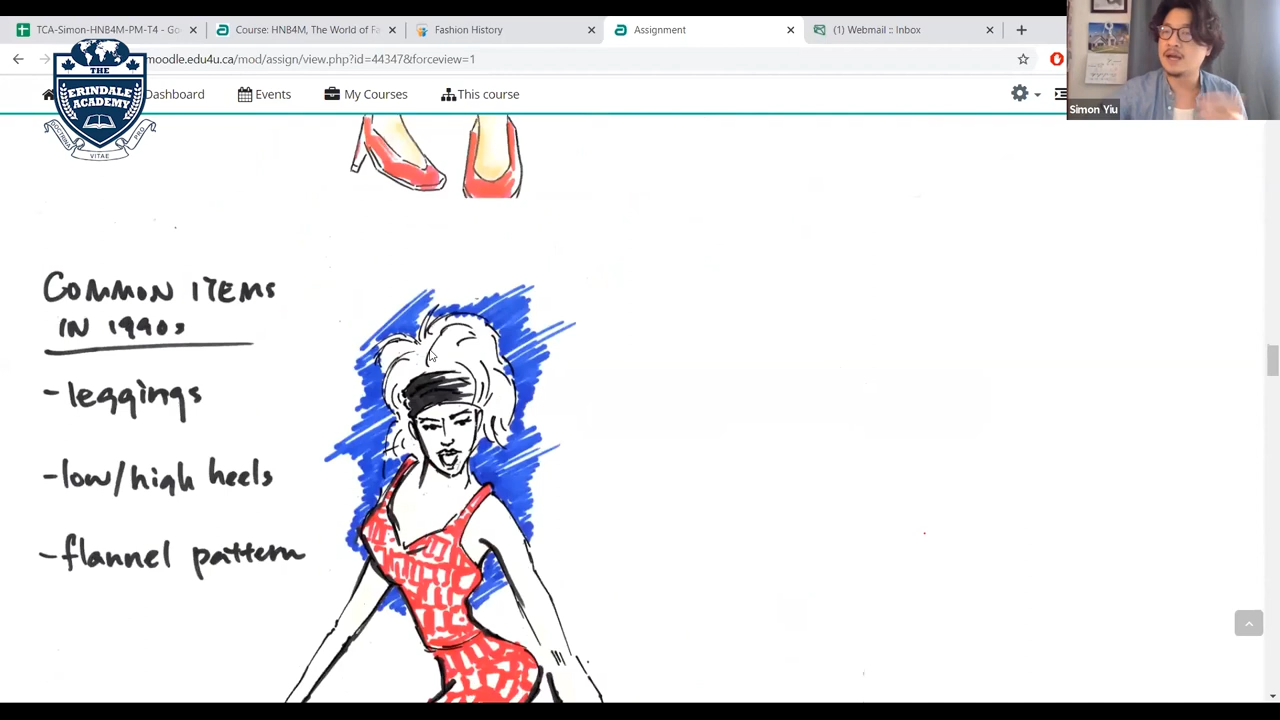 TCA-Simon-HNB4M-PM-T4 - Go
Course: HNB4M, The World of Fa
Fashion History
Assignment
(1) Webmail :: Inbox
moodle.edu4u.ca/mod/assign/view.php?id=44347&forceview=1
Dashboard
Events
My Courses
This course
THE
ERINDALE
ACADEMY
DOCTRINA
PRO
VITAE
Simon Yiu
COMMON ITEMS
IN 1990s
-leggings
-low/high heels
-flannel pattern